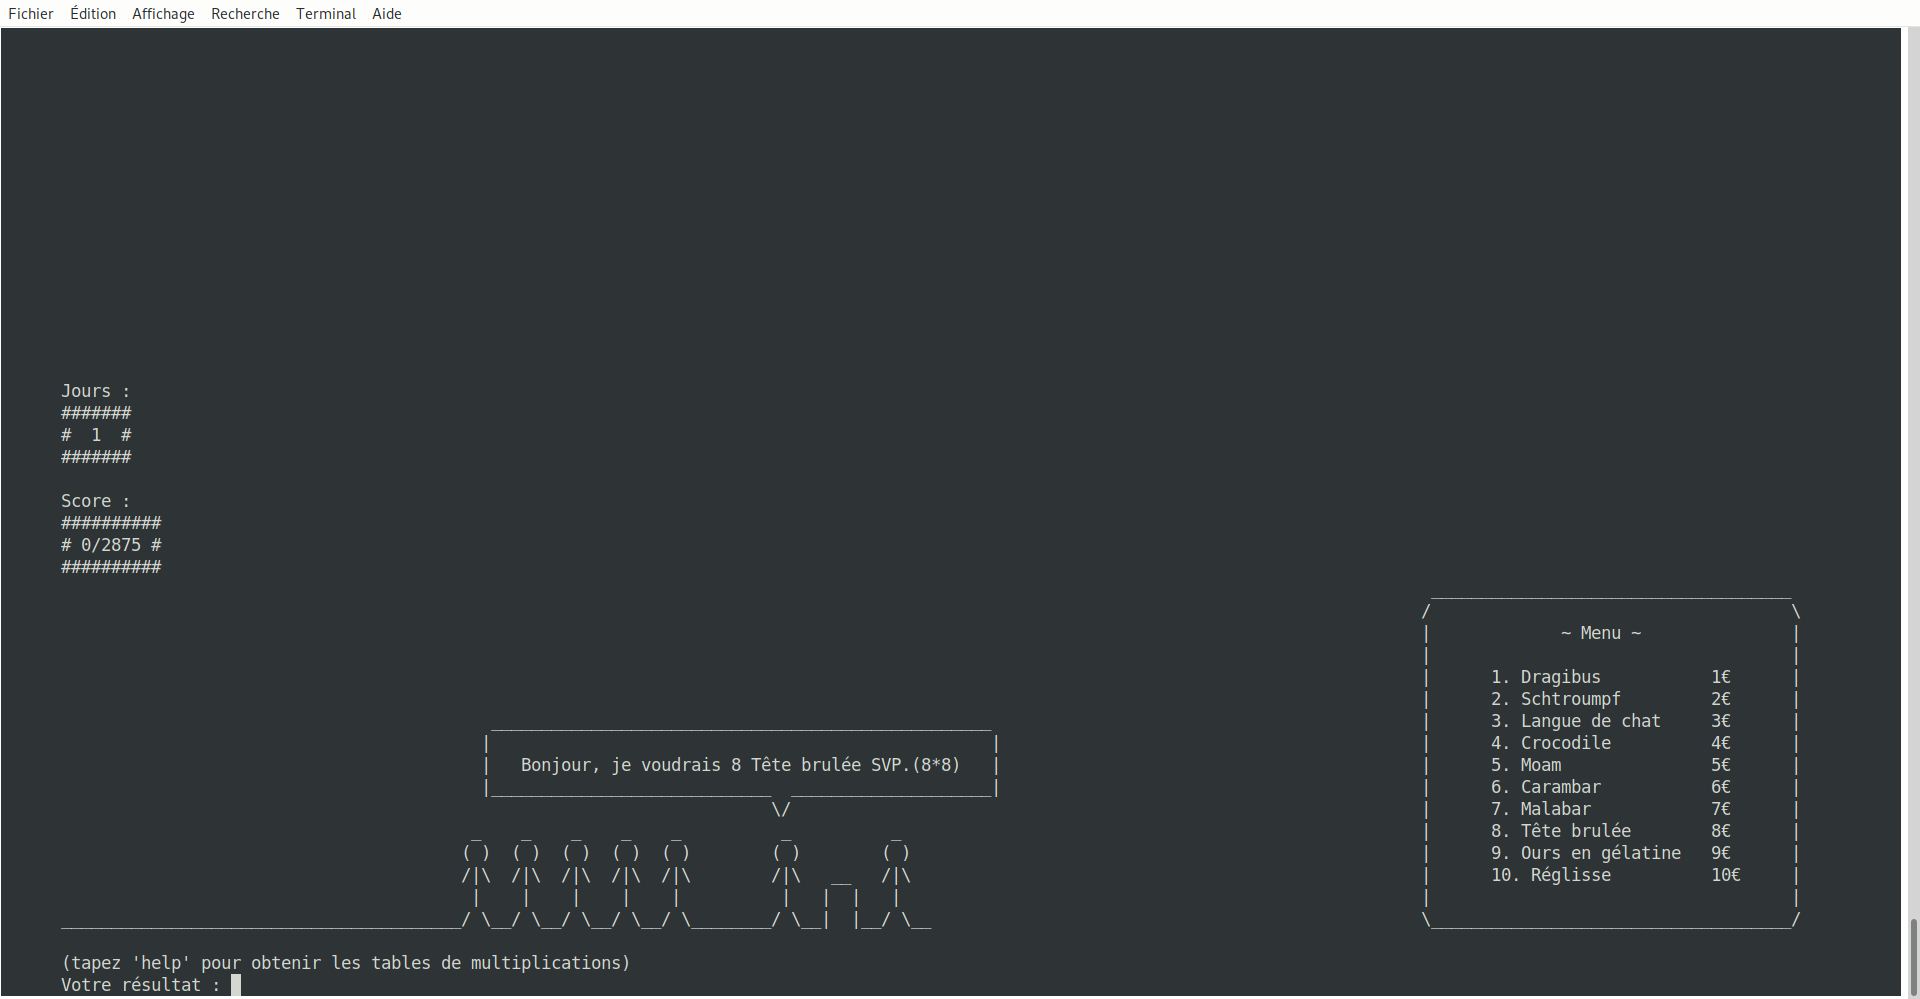 Fichier Édition Affichage Recherche Terminal Aide
Jours :
#######
# 1 #
#######
Score :
##########
# 0/2875 #
##########
~ Menu ~
1. Dragibus 1€
2. Schtroumpf 2€
3. Langue de chat 3€
4. Crocodile 4€
5. Moam 5€
6. Carambar 6€
7. Malabar 7€
8. Tête brulée 8€
9. Ours en gélatine 9€
10. Réglisse 10€
Bonjour, je voudrais 8 Tête brulée SVP.(8*8)
(tapez 'help' pour obtenir les tables de multiplications)
Votre résultat :